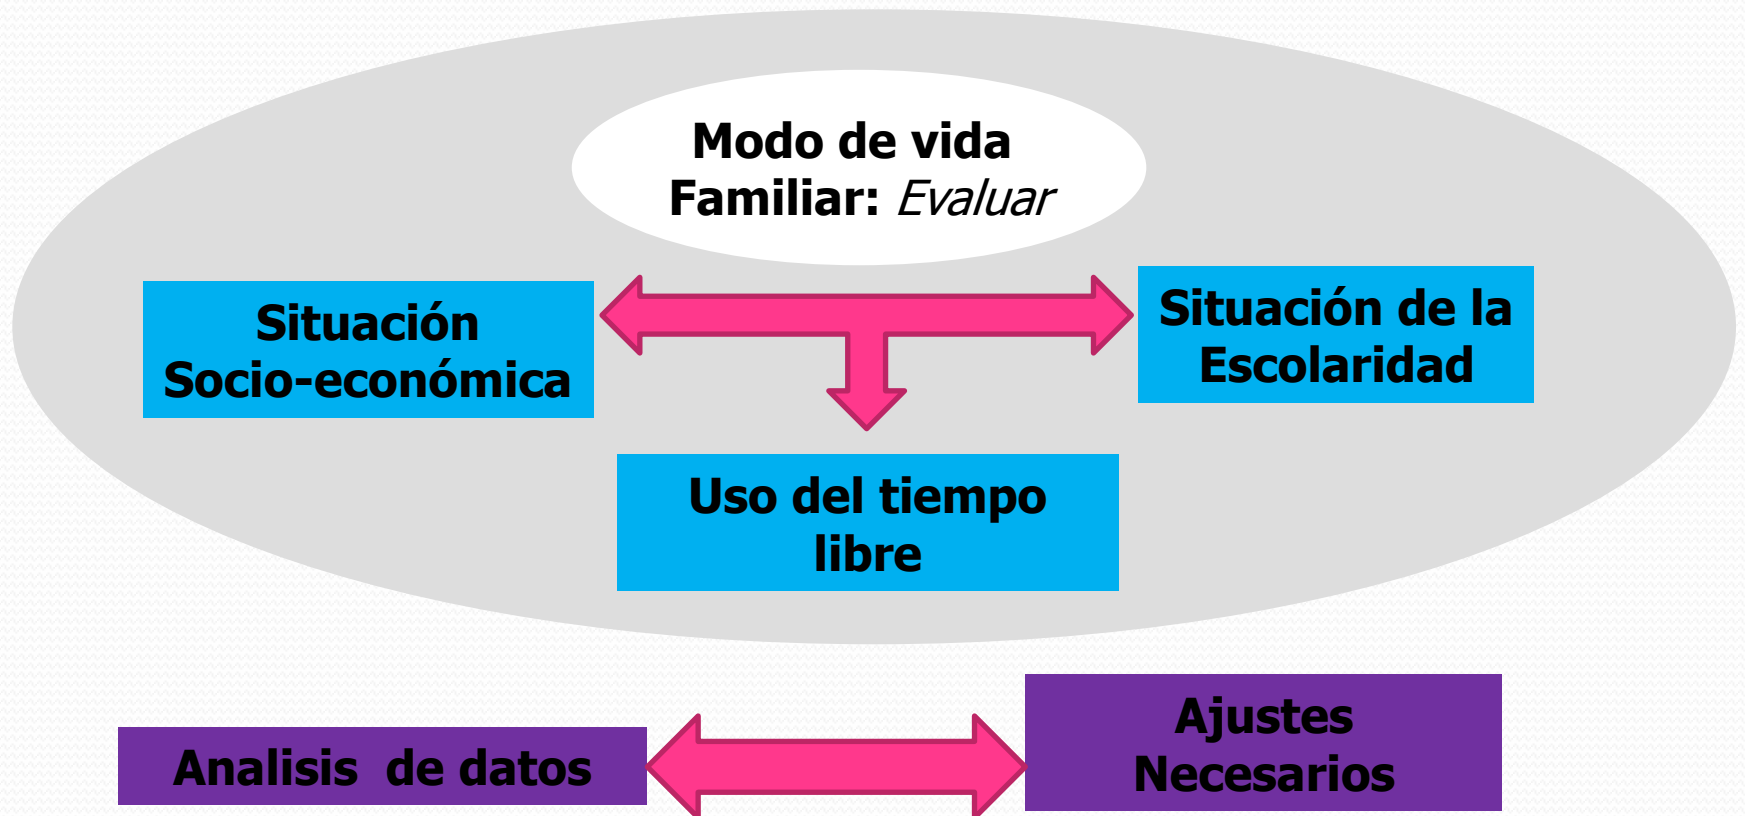 Modo de vida
Familiar: Evaluar
Situación
Socio-económica
Situación de la
Escolaridad
Uso del tiempo
libre
Analisis de datos
Ajustes
Necesarios